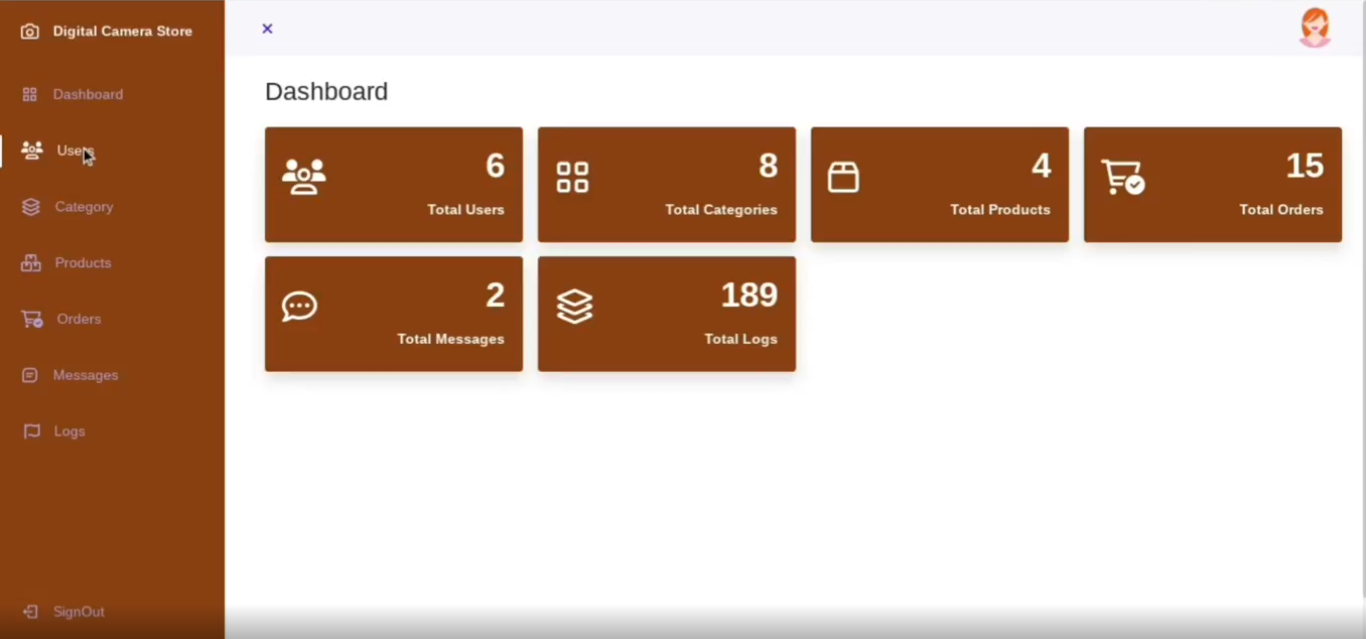 Digital Camera Store
Dashboard
Users
Category
Products
Orders
Messages
Logs
SignOut
×
Dashboard
6
Total Users
8
Total Categories
4
Total Products
15
Total Orders
2
Total Messages
189
Total Logs